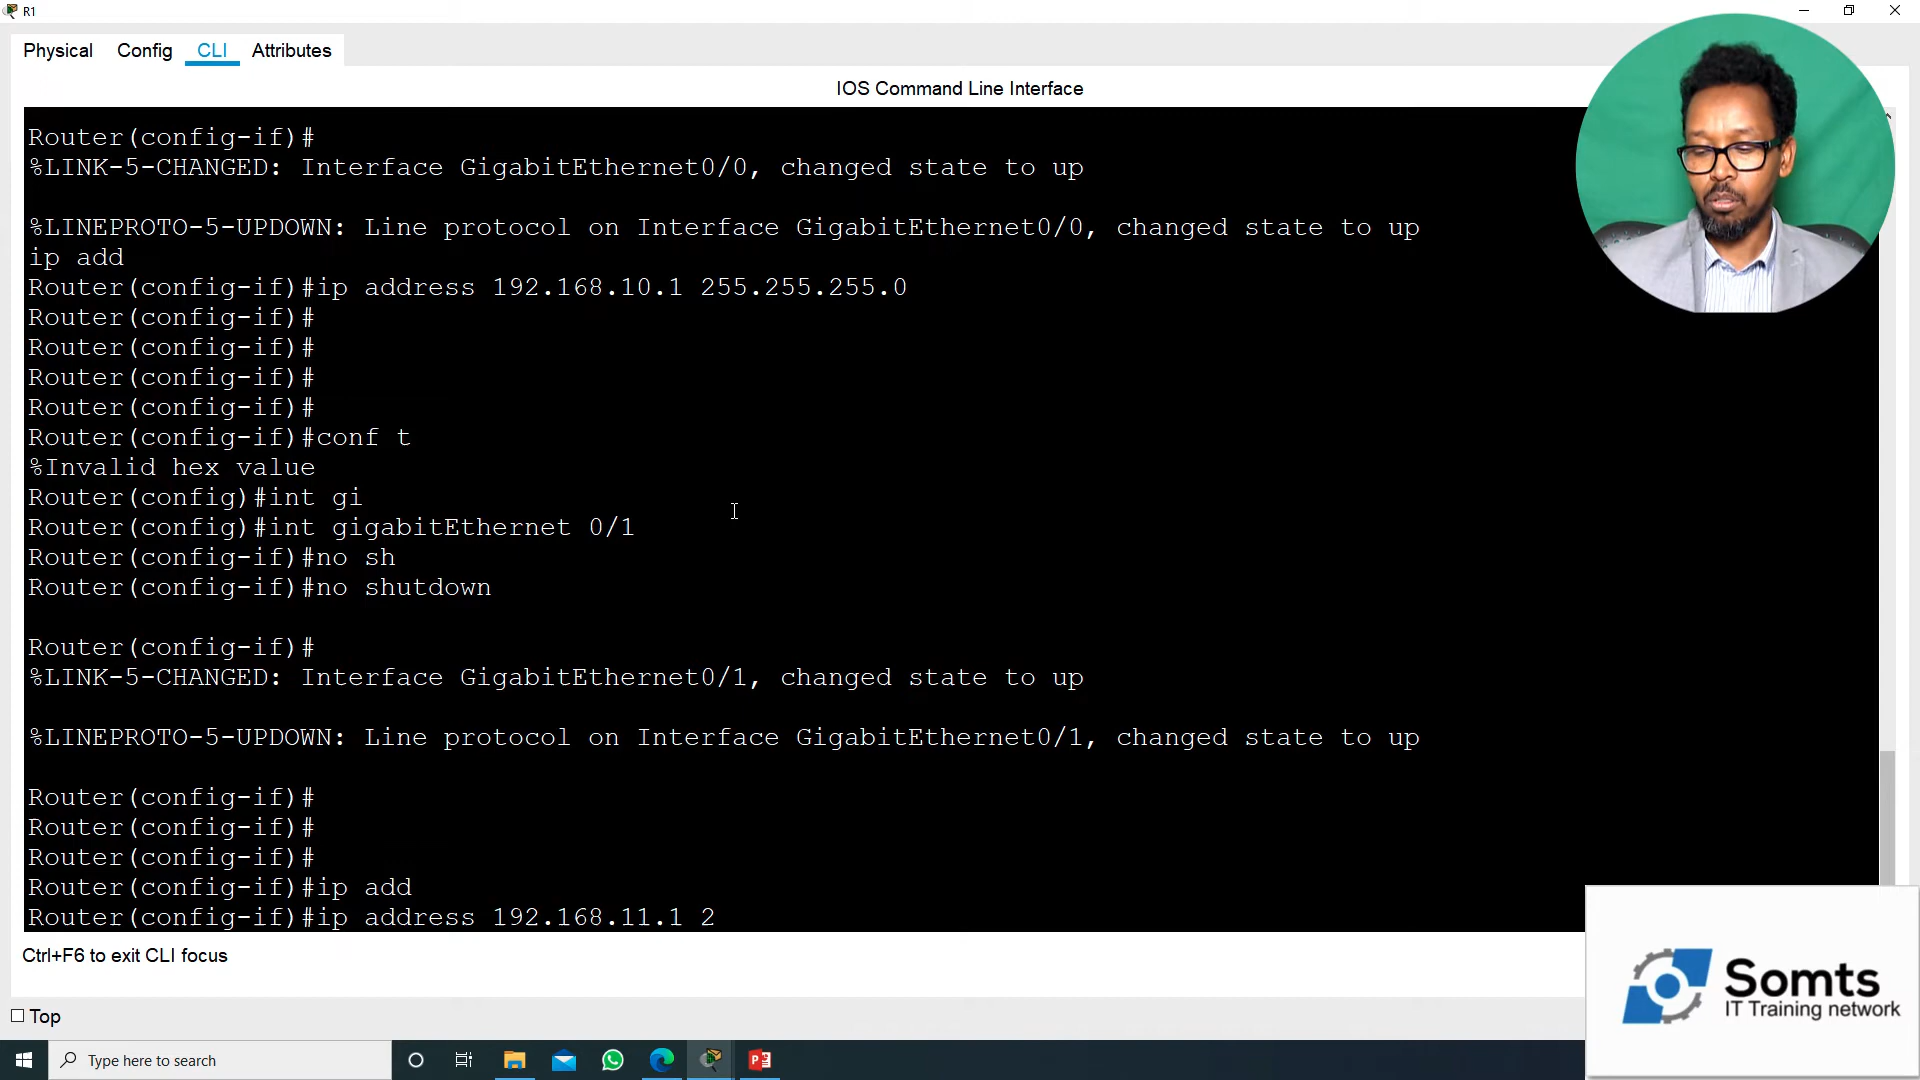 R1
Physical Config CLI Attributes
IOS Command Line Interface
Router(config-if)#
%LINK-5-CHANGED: Interface GigabitEthernet0/0, changed state to up
%LINEPROTO-5-UPDOWN: Line protocol on Interface GigabitEthernet0/0, changed state to up
ip add
Router(config-if)#ip address 192.168.10.1 255.255.255.0
Router(config-if)#
Router(config-if)#
Router(config-if)#
Router(config-if)#
Router(config-if)#conf t
%Invalid hex value
Router(config)#int gi
Router(config)#int gigabitEthernet 0/1
Router(config-if)#no sh
Router(config-if)#no shutdown
Router(config-if)#
%LINK-5-CHANGED: Interface GigabitEthernet0/1, changed state to up
%LINEPROTO-5-UPDOWN: Line protocol on Interface GigabitEthernet0/1, changed state to up
Router(config-if)#
Router(config-if)#
Router(config-if)#
Router(config-if)#ip add
Router(config-if)#ip address 192.168.11.1 2
Ctrl+F6 to exit CLI focus
Top
Somts
IT Training network
Type here to search